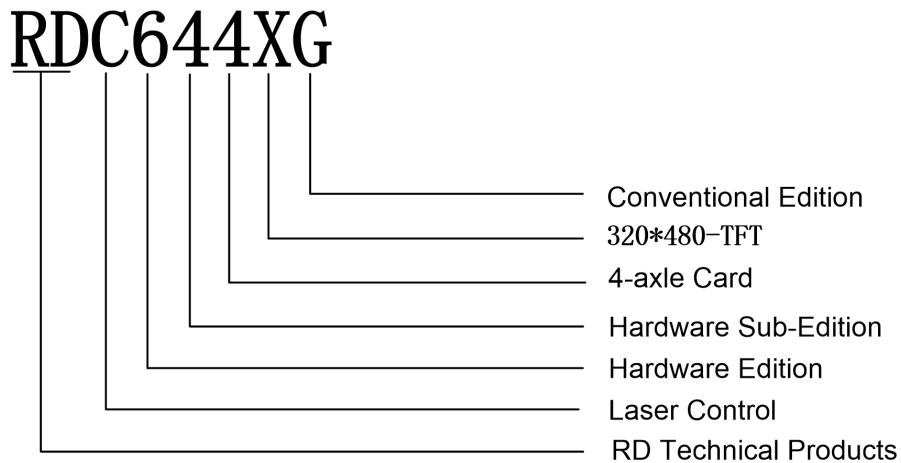 RDC644XG
Conventional Edition
320*480-TFT
4-axle Card
Hardware Sub-Edition
Hardware Edition
Laser Control
RD Technical Products